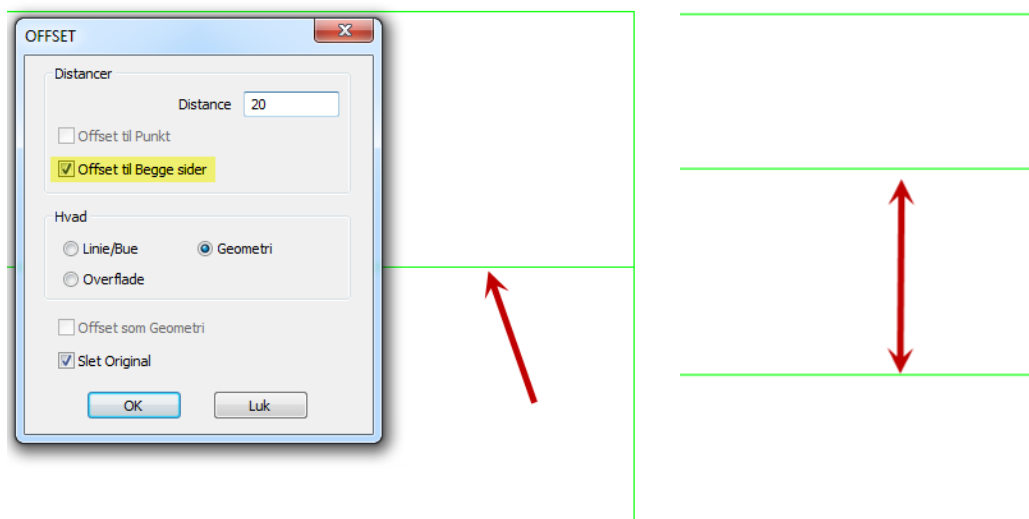 OFFSET
Distancer
Distance 20
Offset til Punkt
Offset til Begge sider
Hvad
Linie/Bue Geometri
Overflade
Offset som Geometri
Slet Original
OK Luk